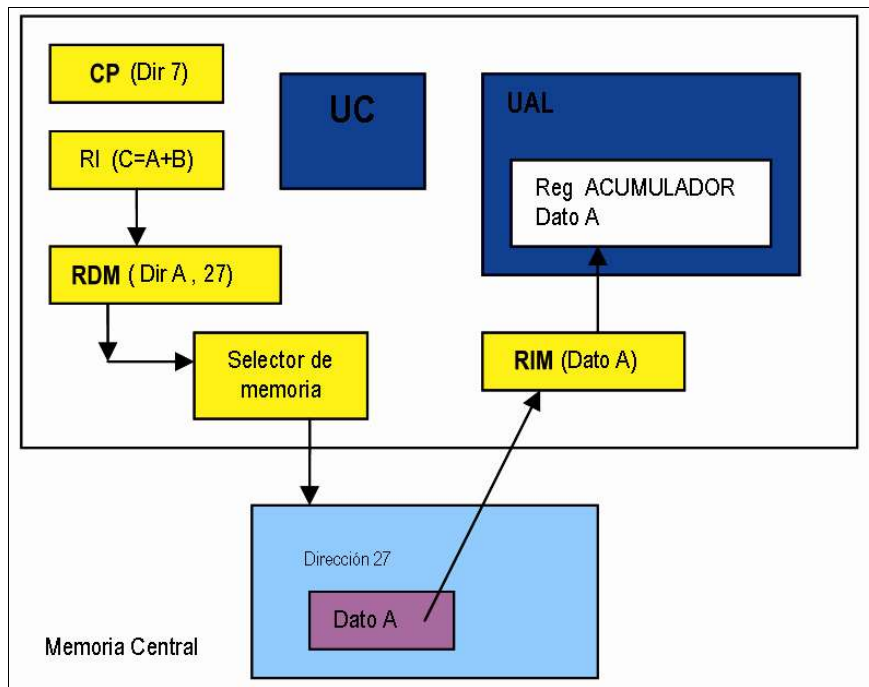 CP (Dir 7)
UC
UAL
RI (C=A+B)
Reg ACUMULADOR
Dato A
RDM ( Dir A , 27)
Selector de
memoria
RIM (Dato A)
Dirección 27
Dato A
Memoria Central